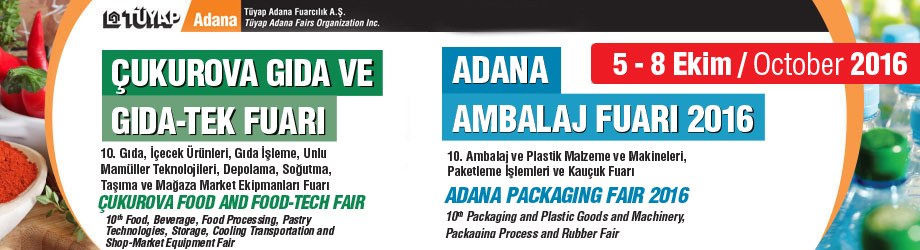 TÜYAP
Adana
Tüyap Adana Fuarcılık A.Ş.
Tüyap Adana Fairs Organization Inc.
5 - 8 Ekim / October 2016
ÇUKUROVA GIDA VE
GIDA-TEK FUARI
10. Gıda, İçecek Ürünleri, Gıda İşleme, Unlu
Mamüller Teknolojileri, Depolama, Soğutma,
Taşıma ve Mağaza Market Ekipmanları Fuarı
ÇUKUROVA FOOD AND FOOD-TECH FAIR
10th Food, Beverage, Food Processing, Pastry
Technologies, Storage, Cooling Transportation and
Shop-Market Equipment Fair
ADANA
AMBALAJ FUARI 2016
10. Ambalaj ve Plastik Malzeme ve Makineleri,
Paketleme İşlemleri ve Kauçuk Fuarı
ADANA PACKAGING FAIR 2016
10th Packaging and Plastic Goods and Machinery,
Packaging Process and Rubber Fair